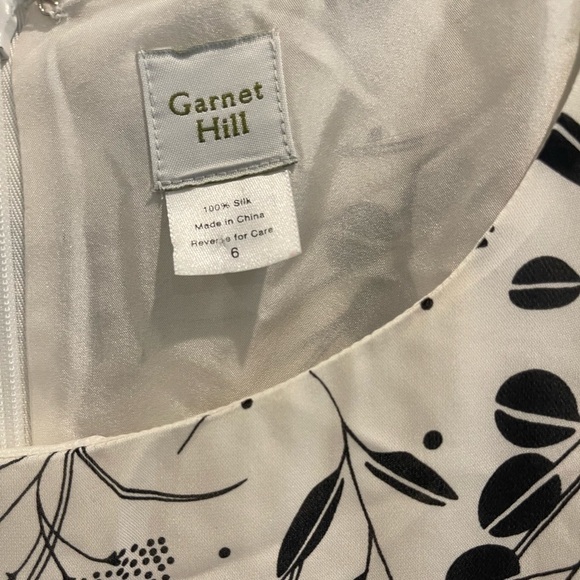 Garnet
Hill
100% Silk
Made in China
Reverse for Care
6